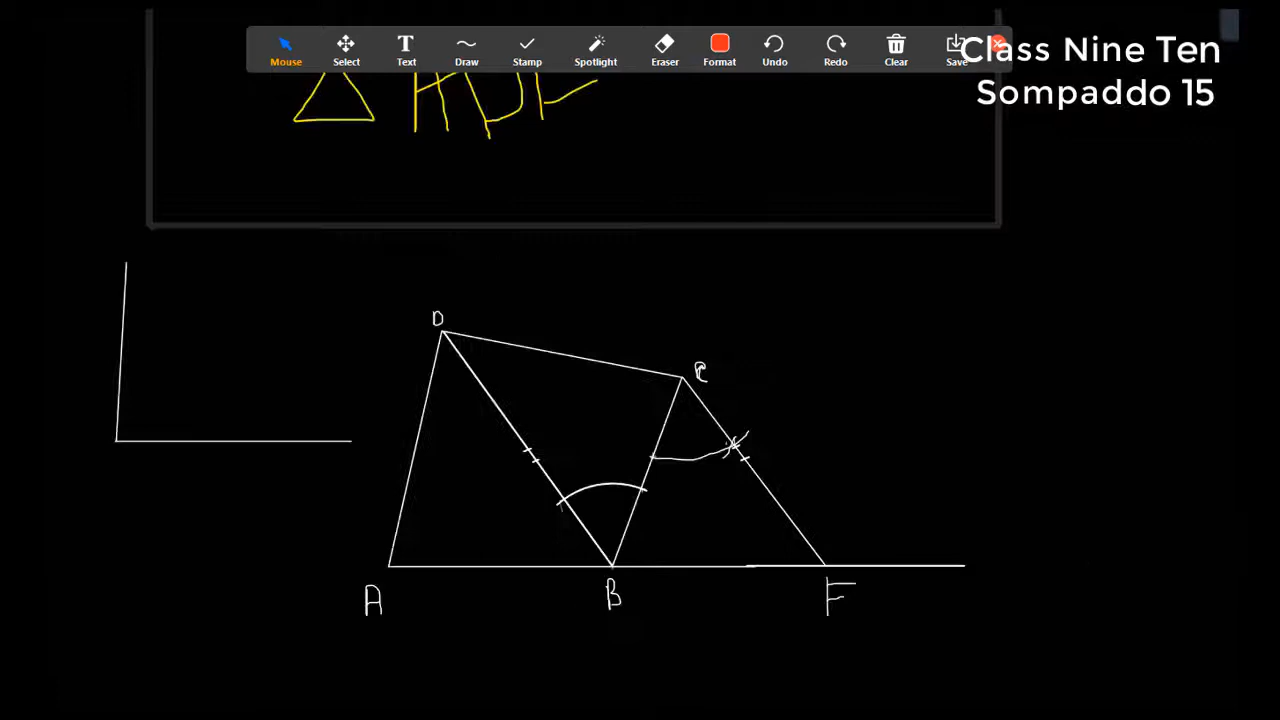 Mouse Select Text Draw Stamp Spotlight Eraser Format Undo Redo Clear Save
Class Nine Ten
Sompaddo 15
D
C
A
B
F